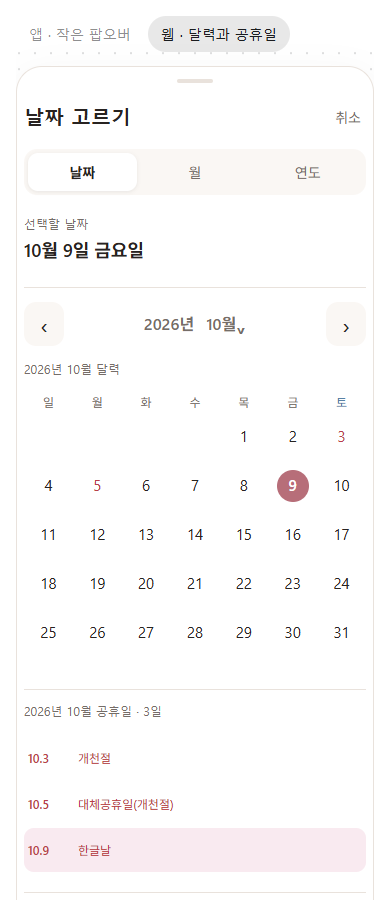 앱 · 작은 팝오버 웹 · 달력과 공휴일
날짜 고르기 취소
날짜 월 연도
선택할 날짜
10월 9일 금요일
‹ 2026년 10월 ›
2026년 10월 달력
일 월 화 수 목 금 토
1 2 3
4 5 6 7 8 9 10
11 12 13 14 15 16 17
18 19 20 21 22 23 24
25 26 27 28 29 30 31
2026년 10월 공휴일 · 3일
10.3 개천절
10.5 대체공휴일(개천절)
10.9 한글날